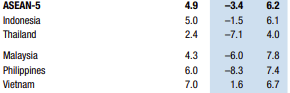 ASEAN-5 4.9 –3.4 6.2
Indonesia 5.0 –1.5 6.1
Thailand 2.4 –7.1 4.0
Malaysia 4.3 –6.0 7.8
Philippines 6.0 –8.3 7.4
Vietnam 7.0 1.6 6.7